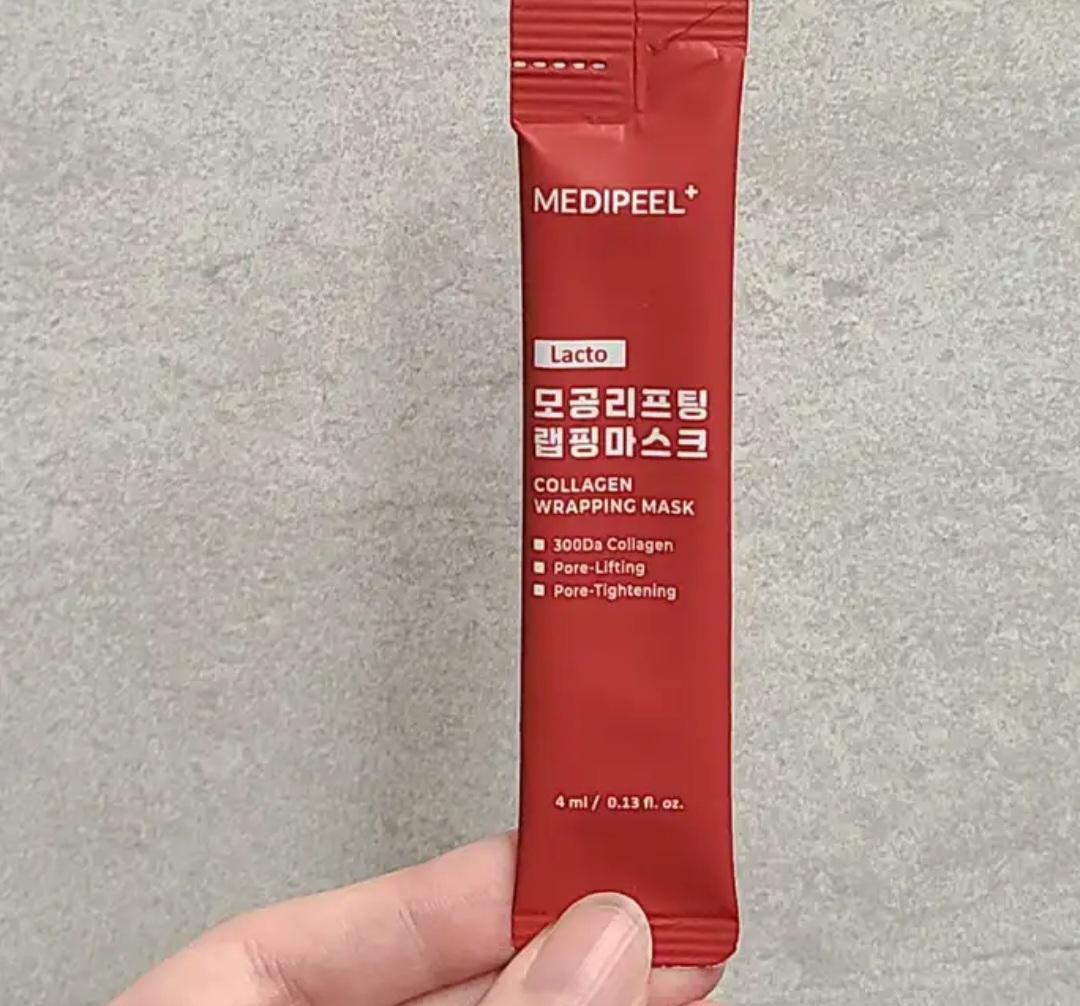 MEDIPEEL+
Lacto
모공리프팅
랩핑마스크
COLLAGEN
WRAPPING MASK
300Da Collagen
Pore-Lifting
Pore-Tightening
4 ml / 0.13 fl. oz.